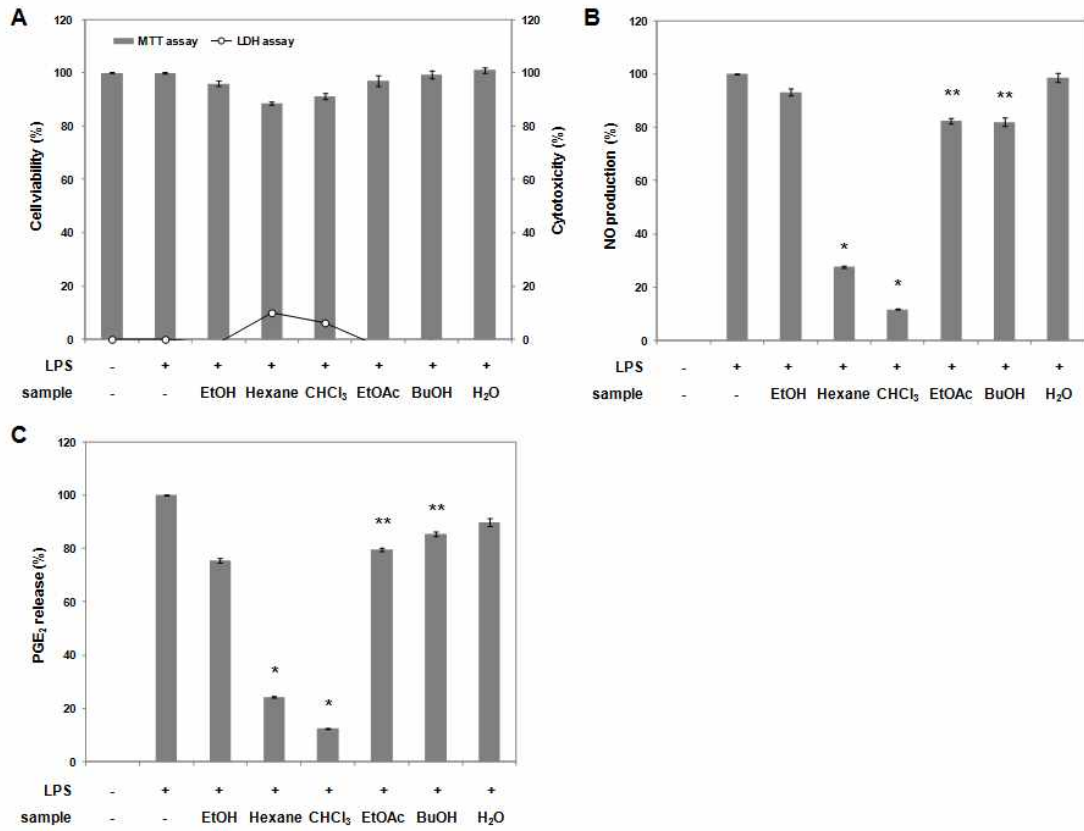 A
120
100
80
60
40
20
0
Cell viability (%)
MTT assay
LDH assay
120
100
80
60
40
20
0
Cytotoxicity (%)
LPS - + + + + + + +
sample - - EtOH Hexane CHCl₃ EtOAc BuOH H₂O
B
120
100
80
60
40
20
0
NO production (%)
* * ** **
LPS - + + + + + + +
sample - - EtOH Hexane CHCl₃ EtOAc BuOH H₂O
C
120
100
80
60
40
20
0
PGE₂ release (%)
* * ** **
LPS - + + + + + + +
sample - - EtOH Hexane CHCl₃ EtOAc BuOH H₂O